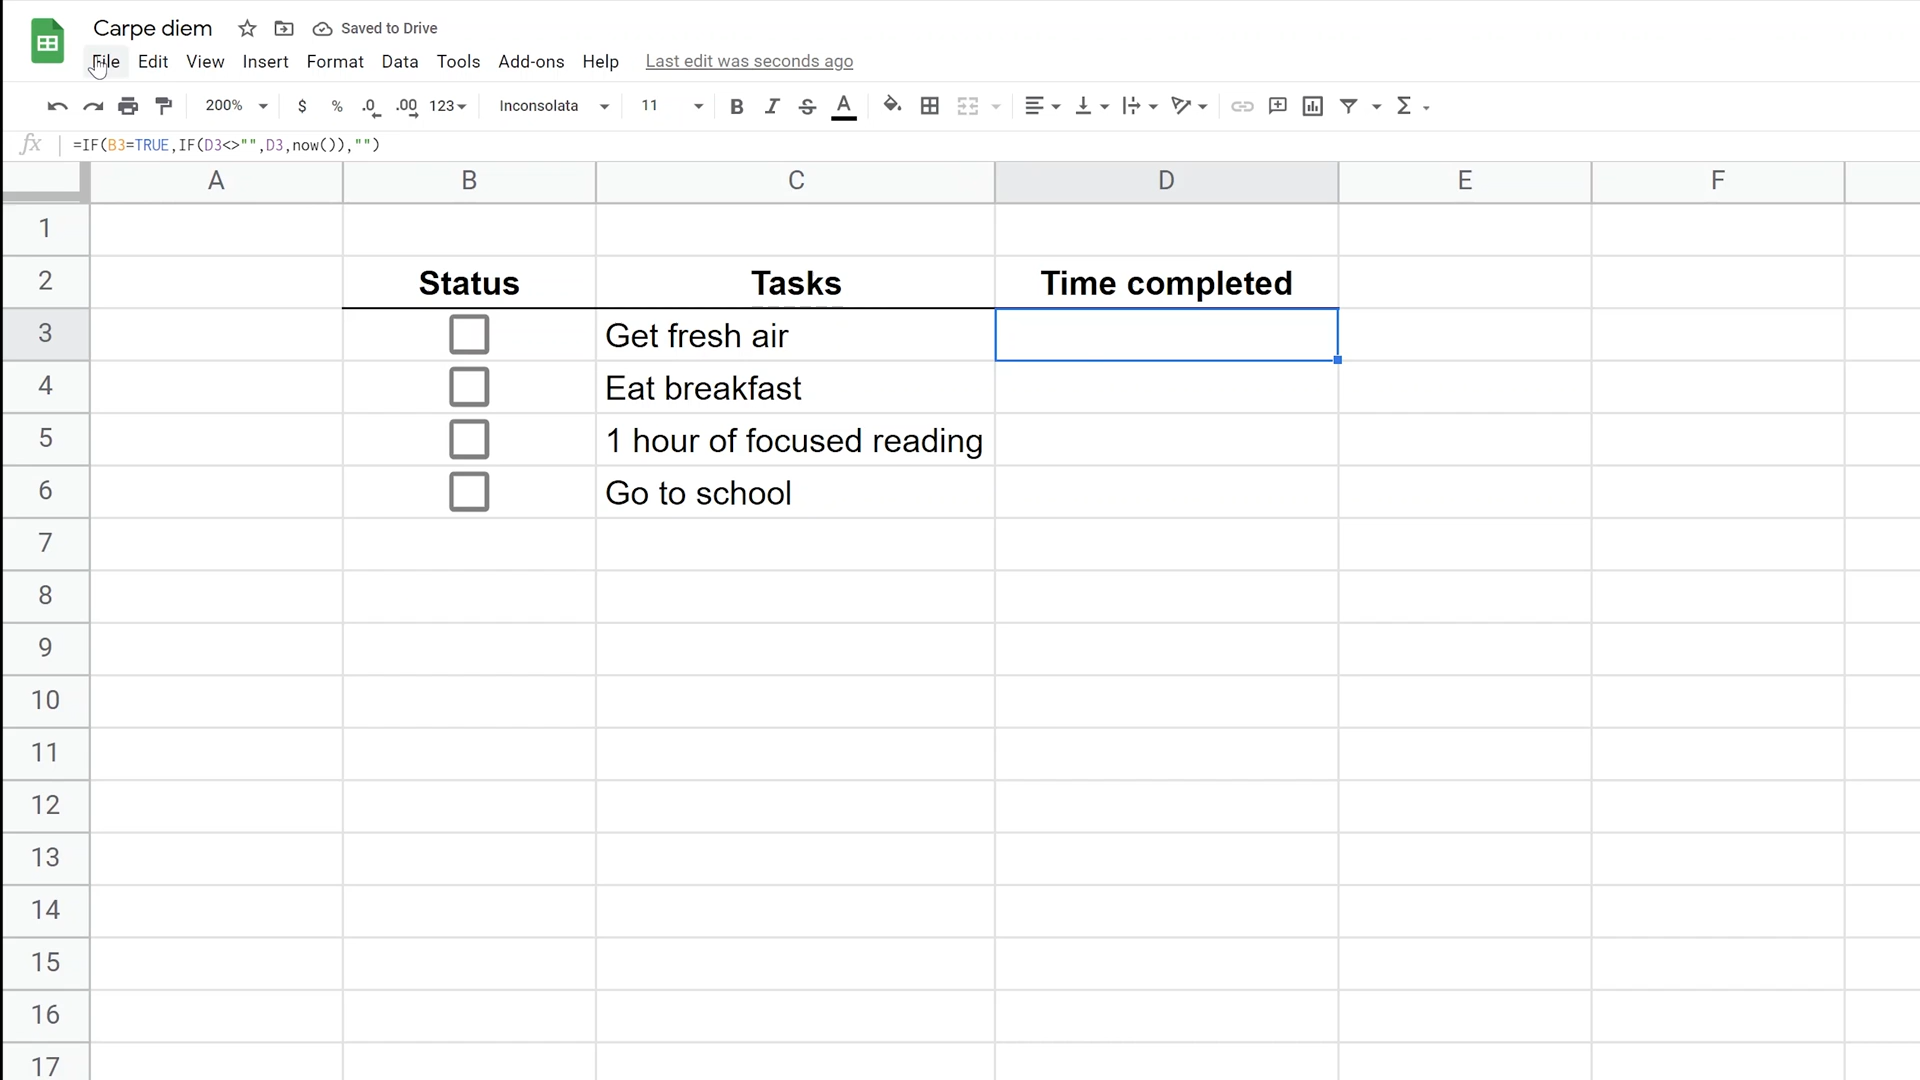 Carpe diem Saved to Drive
File Edit View Insert Format Data Tools Add-ons Help Last edit was seconds ago
200% $ % .0 .00 123 Inconsolata 11 B I S A Σ
fx =IF(B3=TRUE,IF(D3<>"",D3,now()),"")
A B C D E F
1
2 Status Tasks Time completed
3 Get fresh air
4 Eat breakfast
5 1 hour of focused reading
6 Go to school
7
8
9
10
11
12
13
14
15
16
17